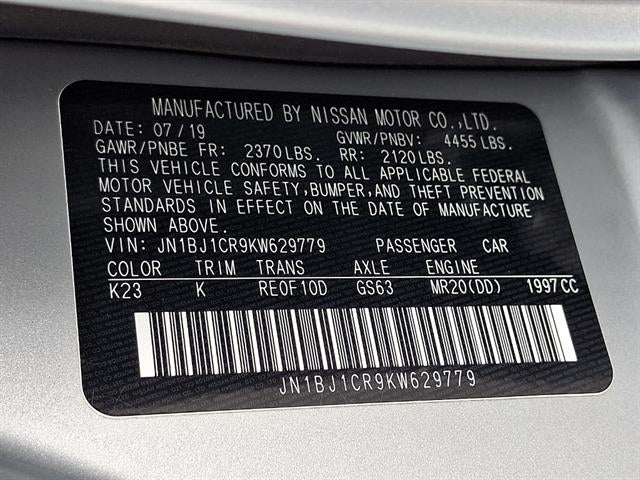 MANUFACTURED BY NISSAN MOTOR CO.,LTD.
DATE: 07/19 GVWR/PNBV: 4455 LBS.
GAWR/PNBE FR: 2370 LBS. RR: 2120 LBS.
THIS VEHICLE CONFORMS TO ALL APPLICABLE FEDERAL
MOTOR VEHICLE SAFETY,BUMPER,AND THEFT PREVENTION
STANDARDS IN EFFECT ON THE DATE OF MANUFACTURE
SHOWN ABOVE.
VIN: JN1BJ1CR9KW629779 PASSENGER CAR
COLOR TRIM TRANS AXLE ENGINE
K23 K RE0F10D GS63 MR20(DD) 1997CC
JN1BJ1CR9KW629779